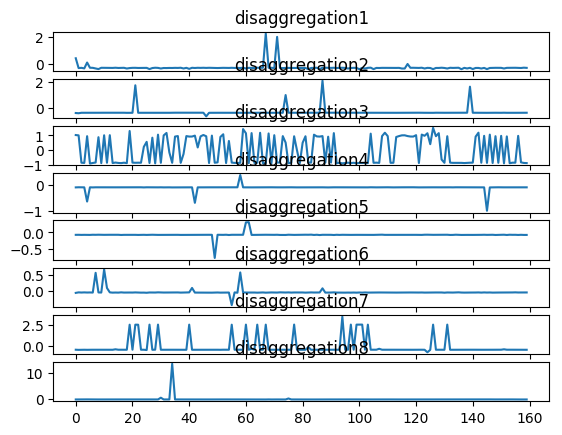 disaggregation1
2
0
disaggregation2
2
0
disaggregation3
1
0
−1
disaggregation4
0
−1
disaggregation5
0.0
−0.5
disaggregation6
0.5
0.0
disaggregation7
2.5
0.0
disaggregation8
10
0
0 20 40 60 80 100 120 140 160